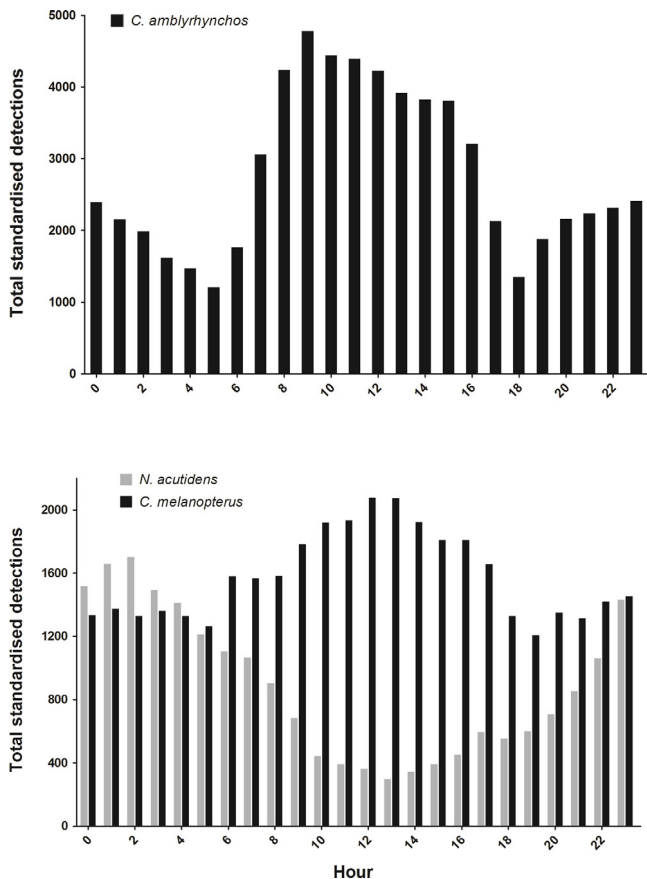 C. amblyrhynchos
Total standardised detections
5000
4000
3000
2000
1000
0
0 2 4 6 8 10 12 14 16 18 20 22
N. acutidens
C. melanopterus
Total standardised detections
2000
1600
1200
800
400
0
0 2 4 6 8 10 12 14 16 18 20 22
Hour